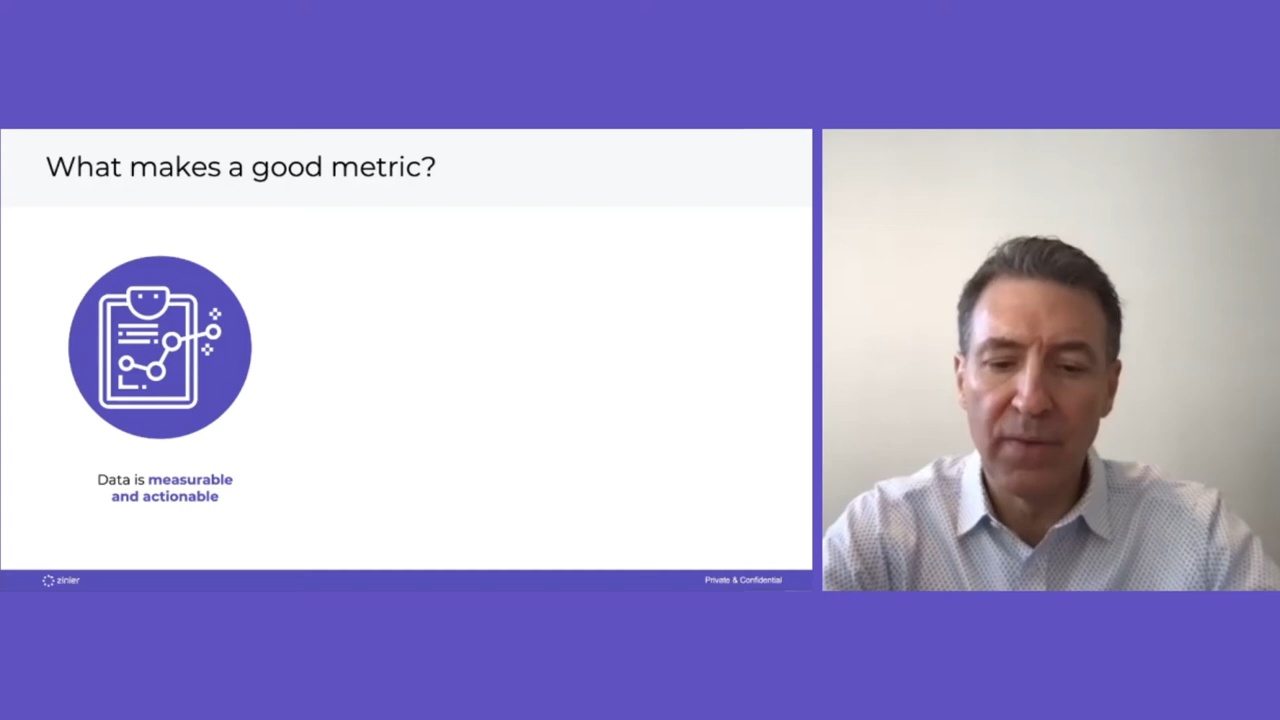 What makes a good metric?
Data is measurable
and actionable
zinier
Private & Confidential